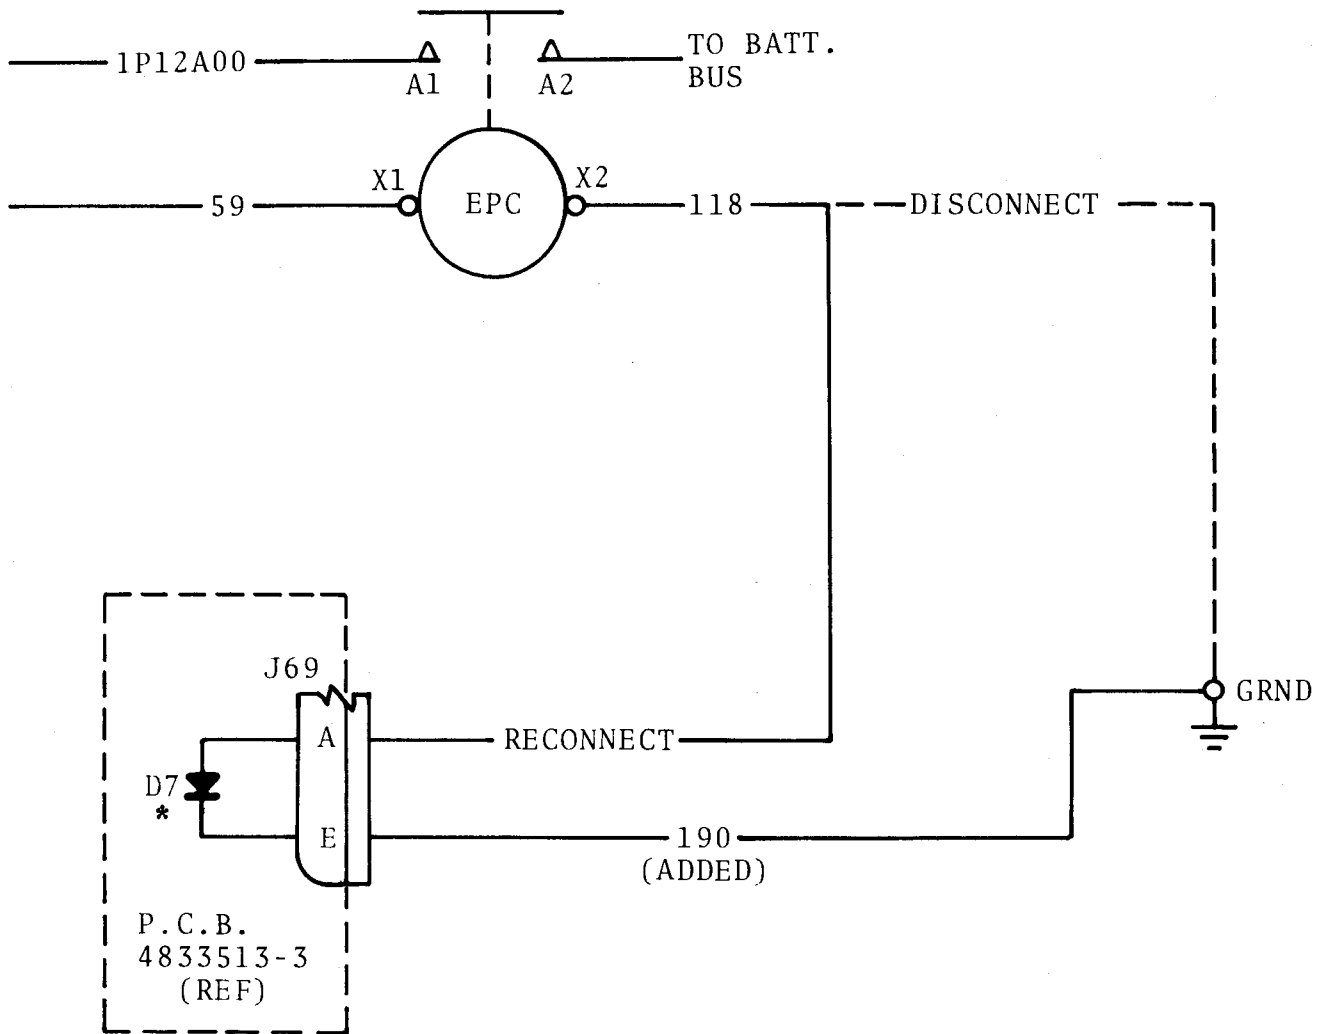 1P12A00
TO BATT.
BUS
A1
A2
X1
X2
59
EPC
118
DISCONNECT
J69
GRND
A
RECONNECT
D7
*
E
190
(ADDED)
P.C.B.
4833513-3
(REF)